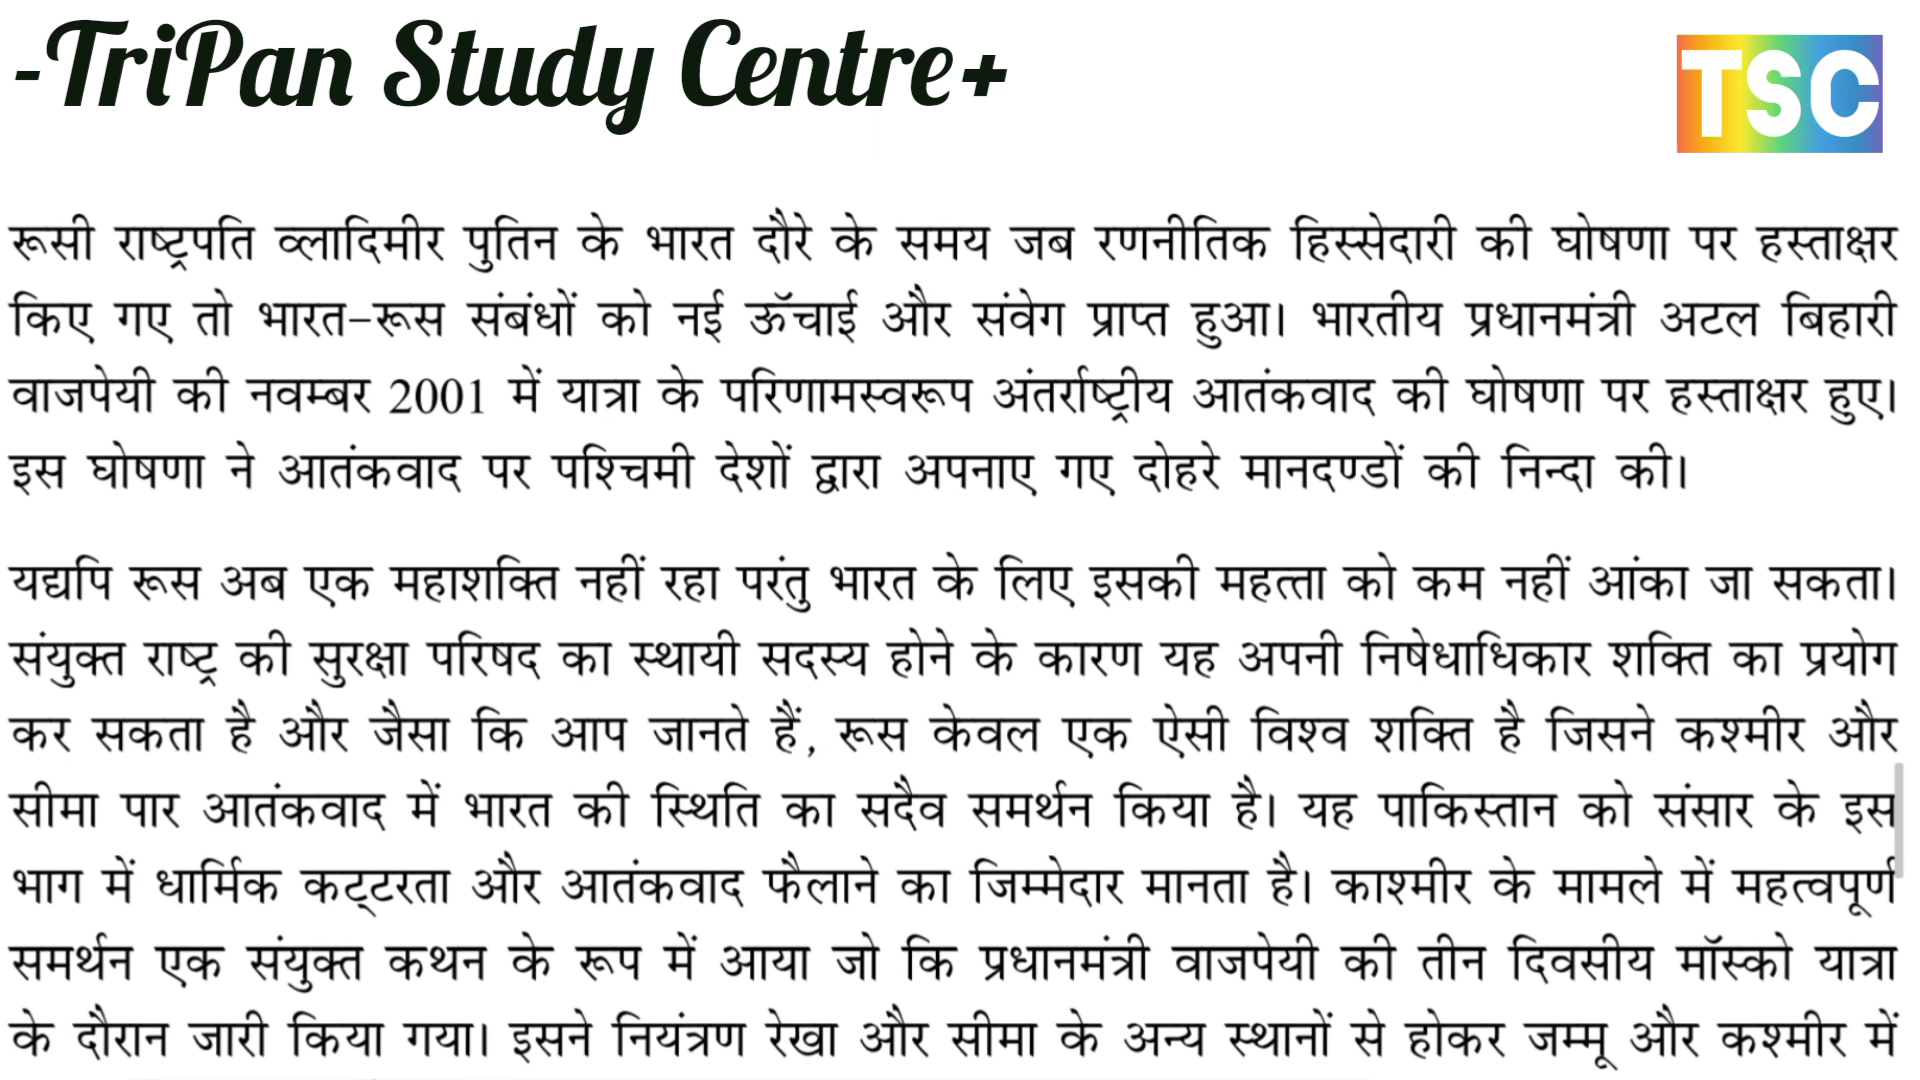 -TriPan Study Centre+
TSC
रूसी राष्ट्रपति व्लादिमीर पुतिन के भारत दौरे के समय जब रणनीतिक हिस्सेदारी की घोषणा पर हस्ताक्षर
किए गए तो भारत-रूस संबंधों को नई ऊॅचाई और संवेग प्राप्त हुआ। भारतीय प्रधानमंत्री अटल बिहारी
वाजपेयी की नवम्बर 2001 में यात्रा के परिणामस्वरूप अंतर्राष्ट्रीय आतंकवाद की घोषणा पर हस्ताक्षर हुए।
इस घोषणा ने आतंकवाद पर पश्चिमी देशों द्वारा अपनाए गए दोहरे मानदण्डों की निन्दा की।
यद्यपि रूस अब एक महाशक्ति नहीं रहा परंतु भारत के लिए इसकी महत्ता को कम नहीं आंका जा सकता।
संयुक्त राष्ट्र की सुरक्षा परिषद का स्थायी सदस्य होने के कारण यह अपनी निषेधाधिकार शक्ति का प्रयोग
कर सकता है और जैसा कि आप जानते हैं, रूस केवल एक ऐसी विश्व शक्ति है जिसने कश्मीर और
सीमा पार आतंकवाद में भारत की स्थिति का सदैव समर्थन किया है। यह पाकिस्तान को संसार के इस
भाग में धार्मिक कट्‌टरता और आतंकवाद फैलाने का जिम्मेदार मानता है। काश्मीर के मामले में महत्वपूर्ण
समर्थन एक संयुक्त कथन के रूप में आया जो कि प्रधानमंत्री वाजपेयी की तीन दिवसीय मॉस्को यात्रा
के दौरान जारी किया गया। इसने नियंत्रण रेखा और सीमा के अन्य स्थानों से होकर जम्मू और कश्मीर में